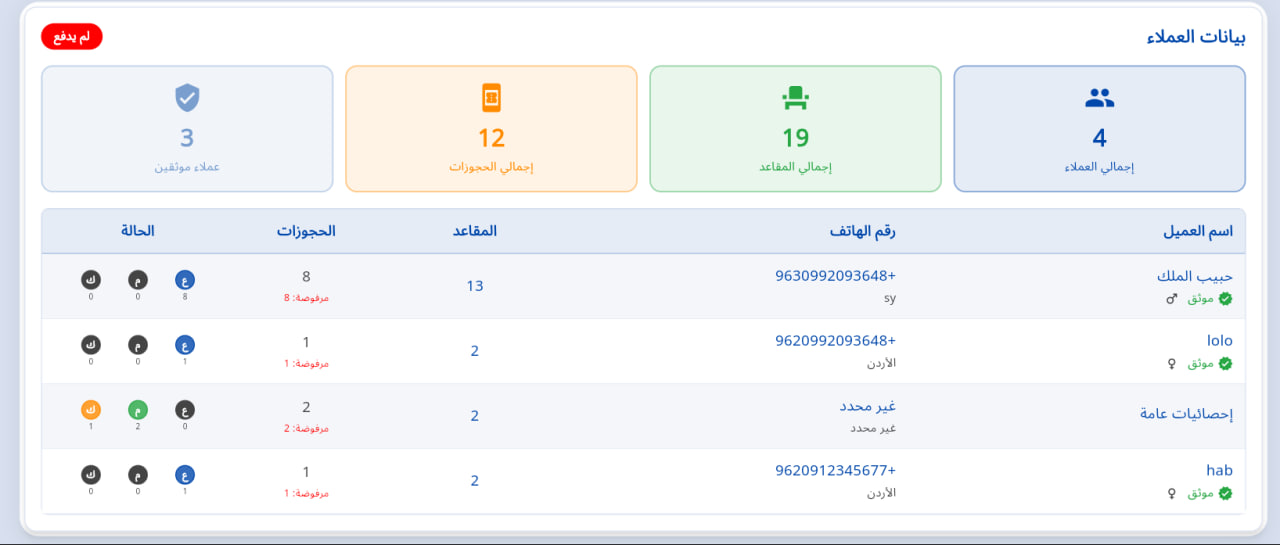 بيانات العملاء
لم يدفع
4
إجمالي العملاء
19
إجمالي المقاعد
12
إجمالي الحجوزات
3
عملاء موثقين
اسم العميل رقم الهاتف المقاعد الحجوزات الحالة
حبيب الملك
موثق
+9630992093648
sy
13
8
مرفوضة: 8
ع م ك
8 0 0
lolo
موثق
+9620992093648
الأردن
2
1
مرفوضة: 1
ع م ك
1 0 0
إحصائيات عامة
غير محدد
غير محدد
2
2
مرفوضة: 2
ع م ك
0 2 1
hab
موثق
+9620912345677
الأردن
2
1
مرفوضة: 1
ع م ك
1 0 0